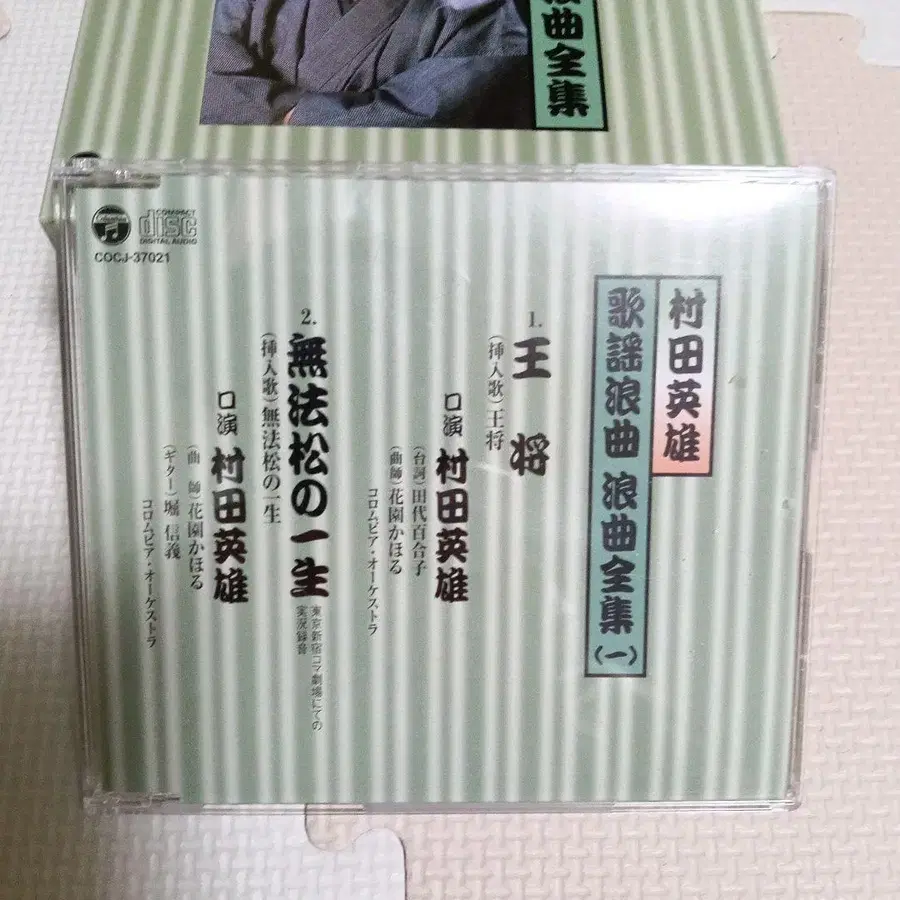 浪曲全集
Columbia
COMPACT
disc
DIGITAL AUDIO
COCJ-37021
村田英雄
歌謡浪曲 浪曲全集(一)
1. 王将
(挿入歌)王将
口演 村田英雄
(台詞)田代百合子
(曲師)花園かほる
コロムビア・オーケストラ
2. 無法松の一生
東京新宿コマ劇場にての
実況録音
(挿入歌)無法松の一生
口演 村田英雄
(曲師)花園かほる
(ギター)堀信義
コロムビア・オーケストラ